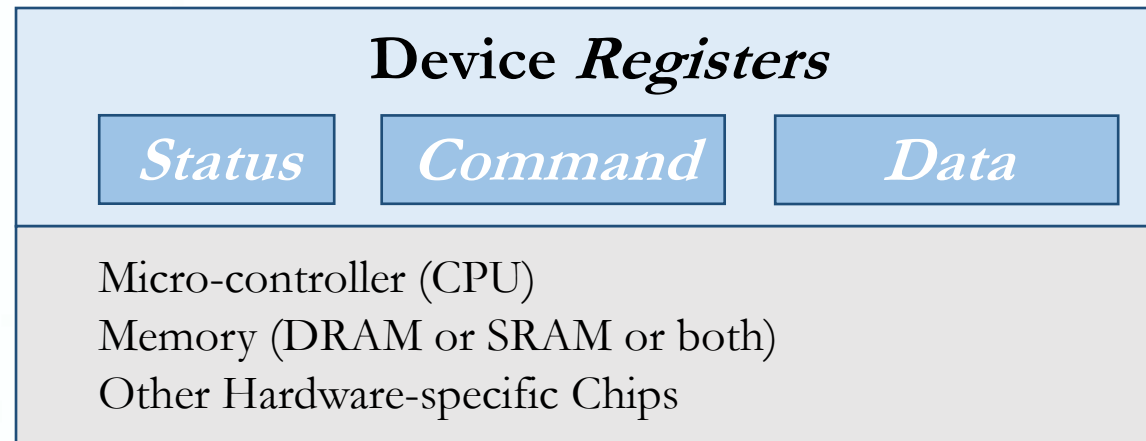 Device Registers
Status Command Data
Micro-controller (CPU)
Memory (DRAM or SRAM or both)
Other Hardware-specific Chips